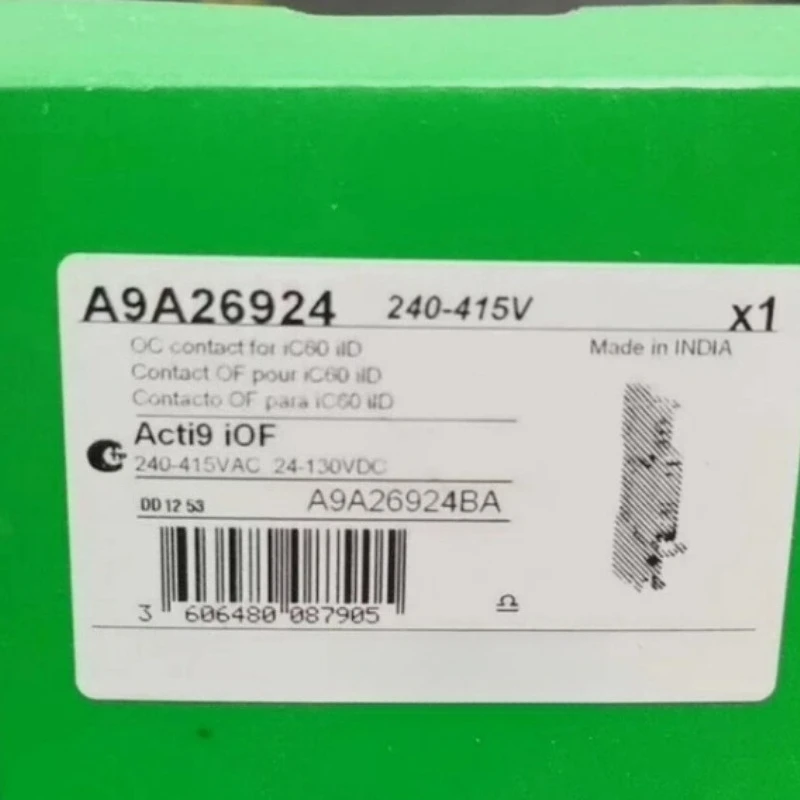 A9A26924 240-415V x1
OC contact for iC60 iID
Made in INDIA
Contact OF pour iC60 iID
Contacto OF para iC60 iID
Acti9 iOF
240-415VAC 24-130VDC
DD 12 53 A9A26924BA
3 606480 087905